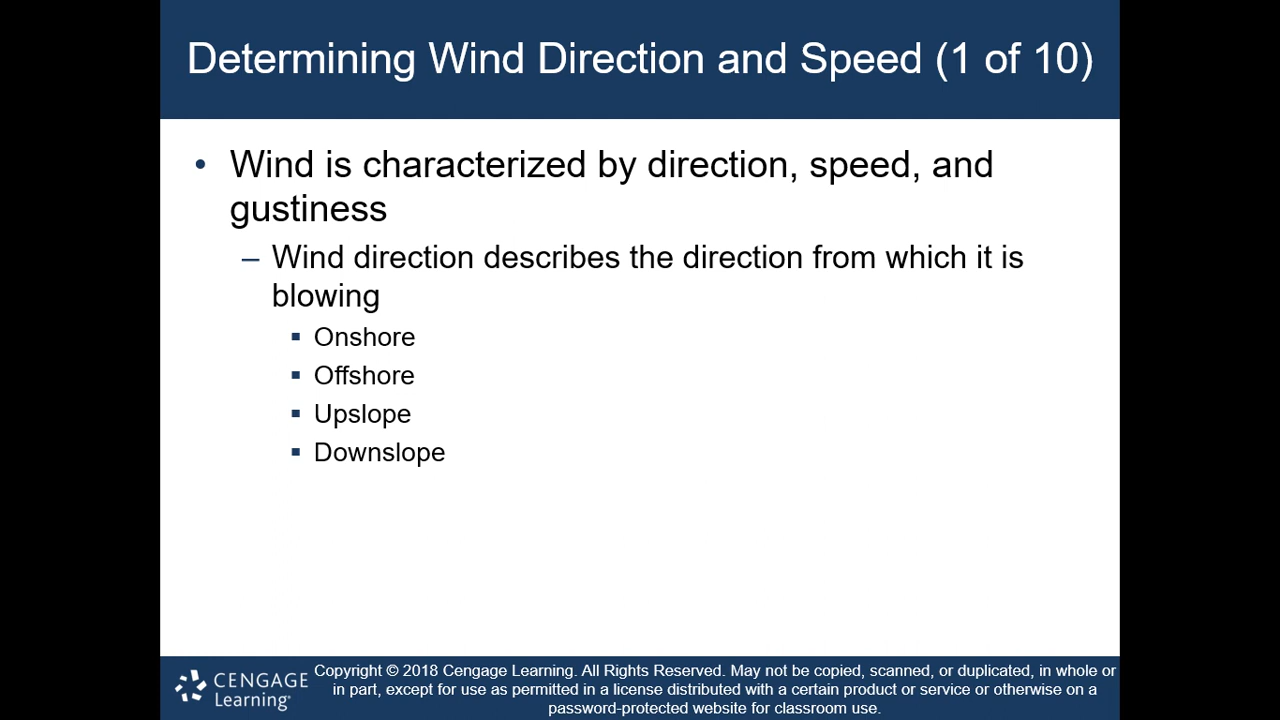 Determining Wind Direction and Speed (1 of 10)
• Wind is characterized by direction, speed, and
gustiness
– Wind direction describes the direction from which it is
blowing
▪ Onshore
▪ Offshore
▪ Upslope
▪ Downslope
CENGAGE
Learning®
Copyright © 2018 Cengage Learning. All Rights Reserved. May not be copied, scanned, or duplicated, in whole or
in part, except for use as permitted in a license distributed with a certain product or service or otherwise on a
password-protected website for classroom use.